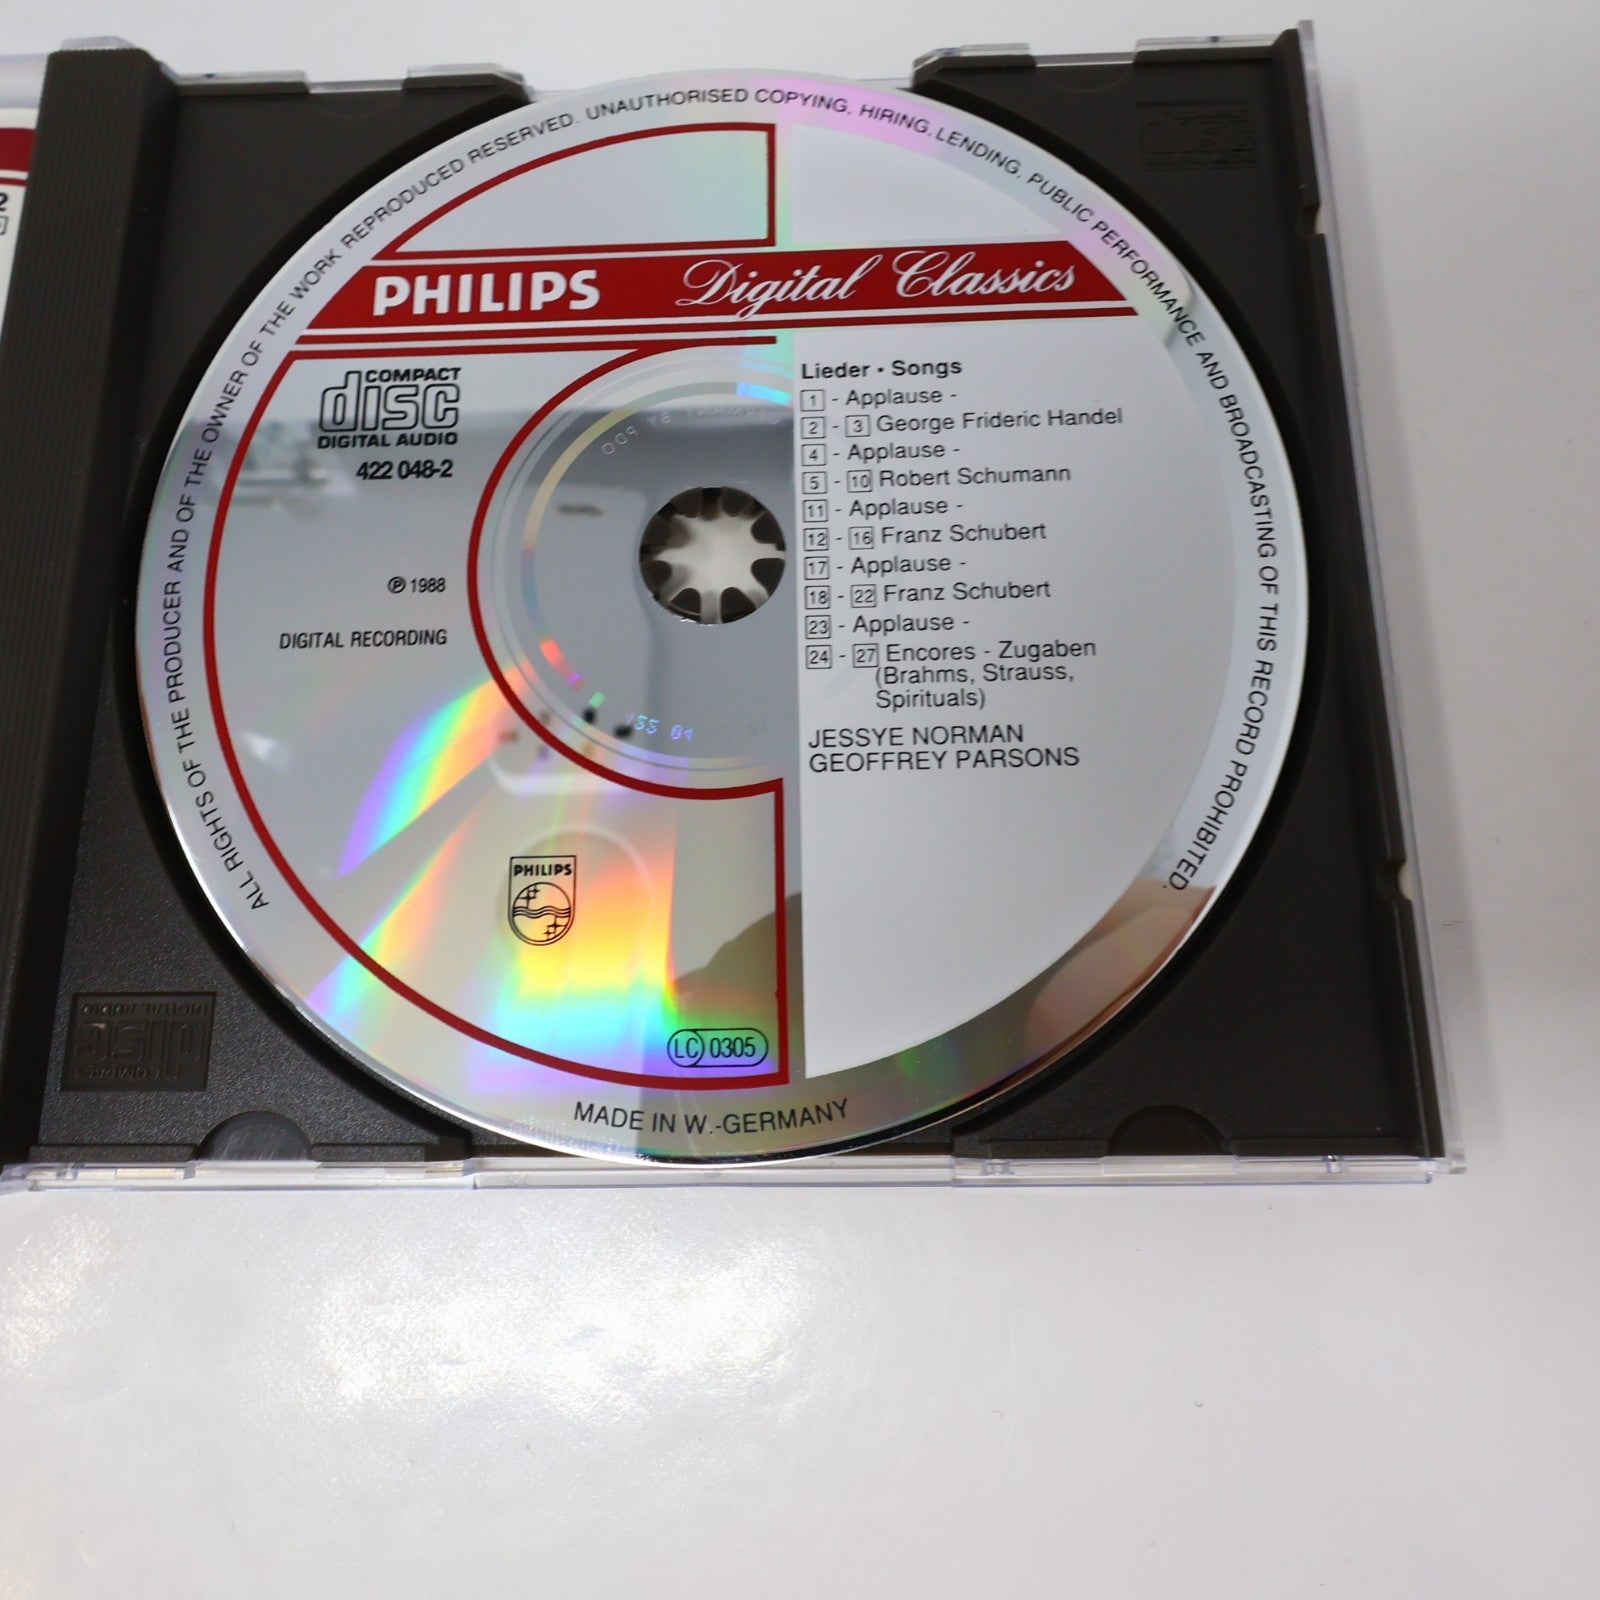 ALL RIGHTS OF THE PRODUCER AND OF THE OWNER OF THE WORK REPRODUCED RESERVED. UNAUTHORISED COPYING, HIRING, LENDING, PUBLIC PERFORMANCE AND BROADCASTING OF THIS RECORD PROHIBITED.
PHILIPS Digital Classics
COMPACT
disc
DIGITAL AUDIO
422 048-2
℗ 1988
DIGITAL RECORDING
Lieder • Songs
1 - Applause -
2 - 3 George Frideric Handel
4 - Applause -
5 - 10 Robert Schumann
11 - Applause -
12 - 16 Franz Schubert
17 - Applause -
18 - 22 Franz Schubert
23 - Applause -
24 - 27 Encores - Zugaben
(Brahms, Strauss,
Spirituals)
JESSYE NORMAN
GEOFFREY PARSONS
PHILIPS
LC 0305
MADE IN W.-GERMANY
COMPACT
disc
DIGITAL AUDIO